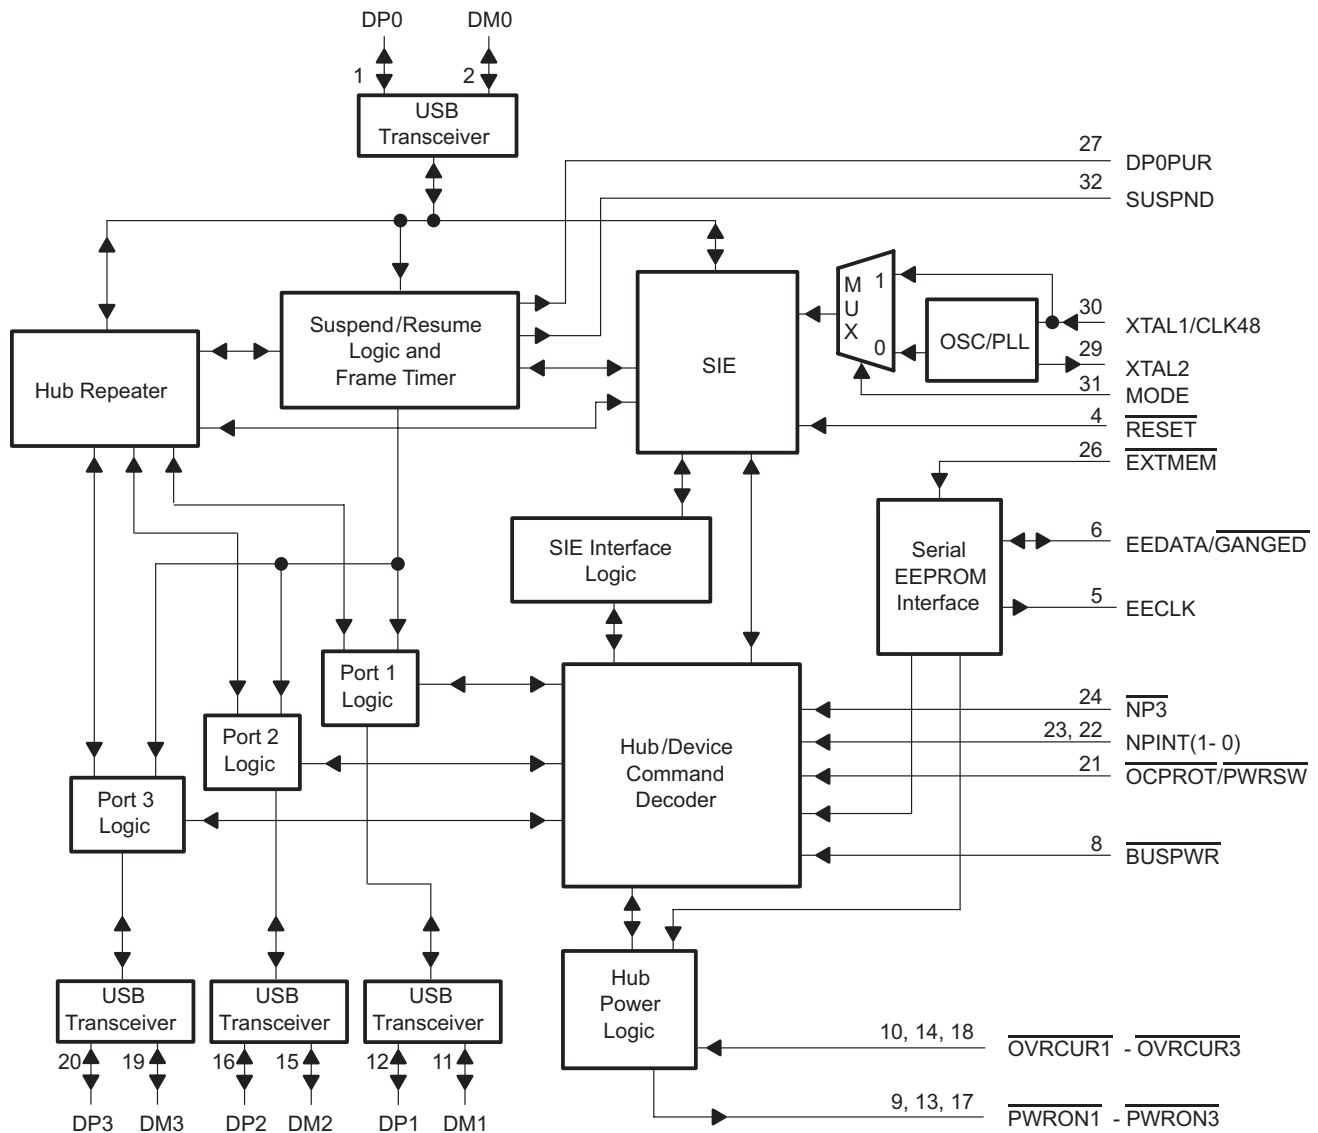 DP0 DM0
1 2
USB
Transceiver
27 DP0PUR
32 SUSPND
Suspend/Resume
Logic and
Frame Timer
Hub Repeater
SIE
MUX
1
0
OSC/PLL
30 XTAL1/CLK48
29 XTAL2
31 MODE
4 RESET
26 EXTMEM
SIE Interface
Logic
Serial
EEPROM
Interface
6 EEDATA/GANGED
5 EECLK
Port 1
Logic
Port 2
Logic
Port 3
Logic
Hub/Device
Command
Decoder
24 NP3
23, 22 NPINT(1- 0)
21 OCPROT/PWRSW
8 BUSPWR
USB
Transceiver
USB
Transceiver
USB
Transceiver
Hub
Power
Logic
10, 14, 18 OVRCUR1 - OVRCUR3
9, 13, 17 PWRON1 - PWRON3
20 19 16 15 12 11
DP3 DM3 DP2 DM2 DP1 DM1